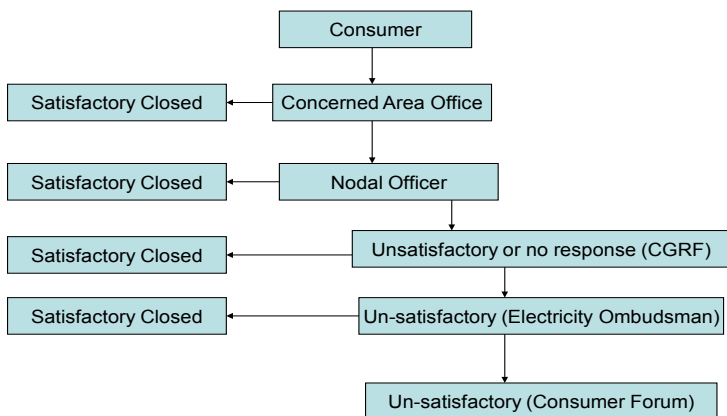 Consumer
Satisfactory Closed
Concerned Area Office
Satisfactory Closed
Nodal Officer
Satisfactory Closed
Unsatisfactory or no response (CGRF)
Satisfactory Closed
Un-satisfactory (Electricity Ombudsman)
Un-satisfactory (Consumer Forum)